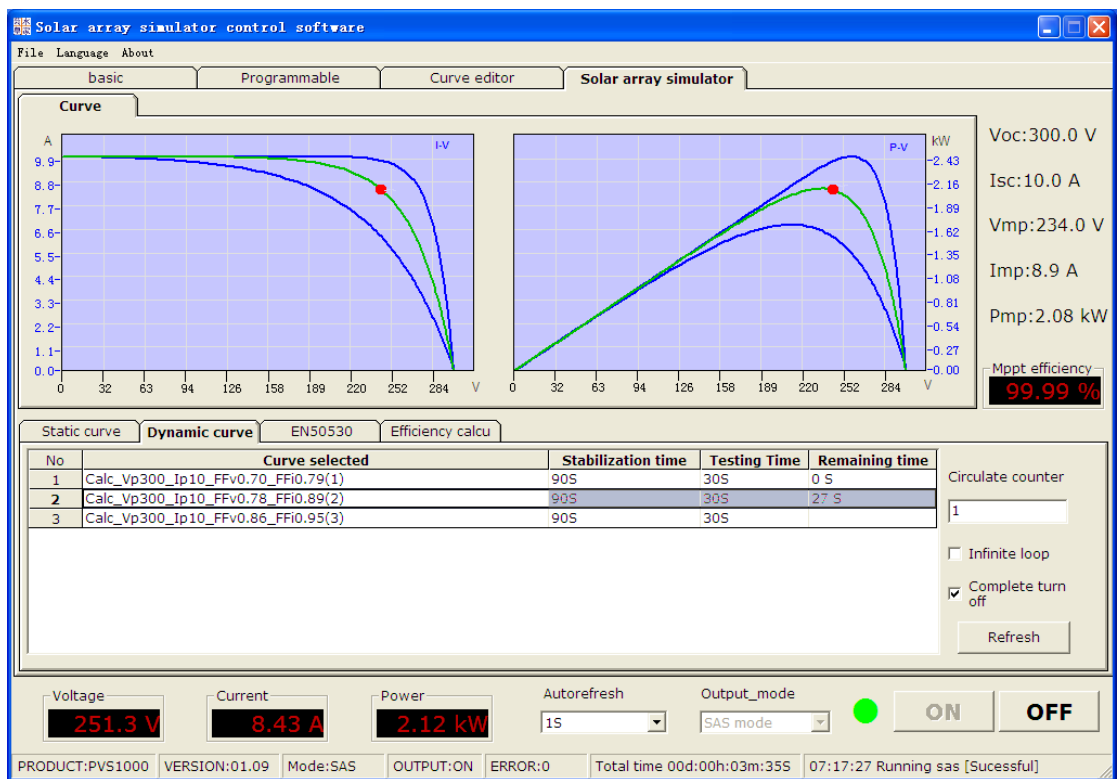 Solar array simulator control software
File Language About
basic Programmable Curve editor Solar array simulator
Curve
A I-V
9.9
8.8
7.7
6.6
5.5
4.4
3.3
2.2
1.1
0.0
0 32 63 94 126 158 189 220 252 284 V
P-V kW
2.43
2.16
1.89
1.62
1.35
1.08
0.81
0.54
0.27
0.00
0 32 63 94 126 158 189 220 252 284 V
Voc:300.0 V
Isc:10.0 A
Vmp:234.0 V
Imp:8.9 A
Pmp:2.08 kW
Mppt efficiency
99.99 %
Static curve Dynamic curve EN50530 Efficiency calcu
No Curve selected Stabilization time Testing Time Remaining time
1 Calc_Vp300_Ip10_FFv0.70_FFi0.79(1) 90S 30S 0 S
2 Calc_Vp300_Ip10_FFv0.78_FFi0.89(2) 90S 30S 27 S
3 Calc_Vp300_Ip10_FFv0.86_FFi0.95(3) 90S 30S
Circulate counter
1
Infinite loop
Complete turn
off
Refresh
Voltage Current Power Autorefresh Output_mode
251.3 V 8.43 A 2.12 kW 1S SAS mode ON OFF
PRODUCT:PVS1000 VERSION:01.09 Mode:SAS OUTPUT:ON ERROR:0 Total time 00d:00h:03m:35S 07:17:27 Running sas [Sucessful]